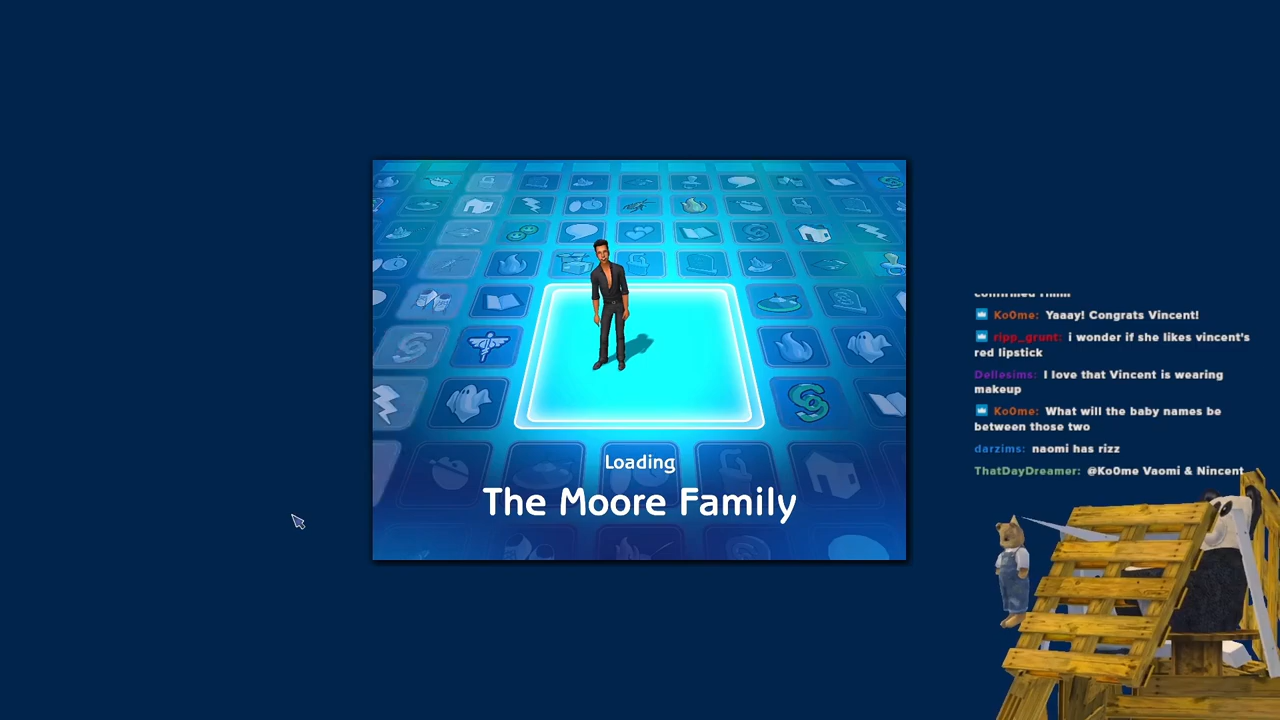 Loading
The Moore Family
Ko0me: Yaaay! Congrats Vincent!
ripp_grunt: i wonder if she likes vincent's
red lipstick
Dellesims: I love that Vincent is wearing
makeup
Ko0me: What will the baby names be
between those two
darzims: naomi has rizz
ThatDayDreamer: @Ko0me Vaomi & Nincent